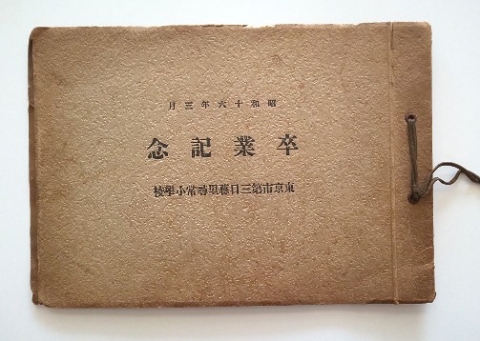 昭和十六年三月
卒業記念
東京市第三日暮里尋常小學校